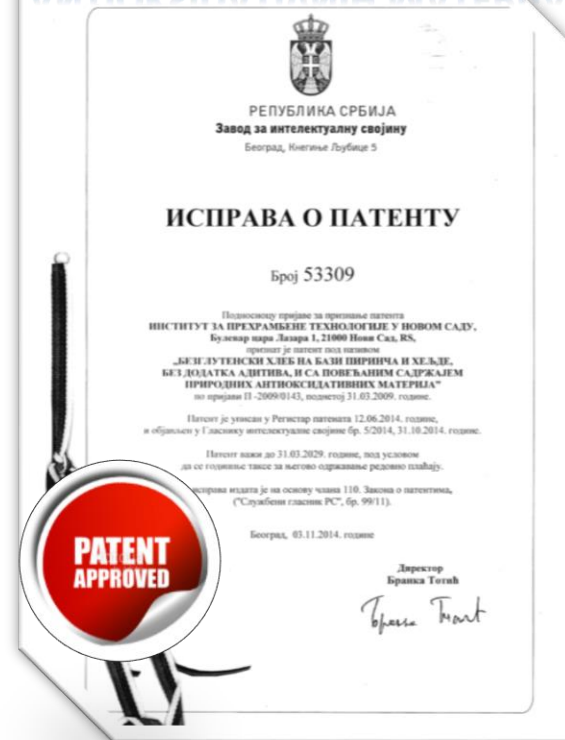 РЕПУБЛИКА СРБИЈА
Завод за интелектуалну својину
Београд, Кнегиње Љубице 5
ИСПРАВА О ПАТЕНТУ
Број 53309
Подносиоцу пријаве за признање патента
ИНСТИТУТ ЗА ПРЕХРАМБЕНЕ ТЕХНОЛОГИЈЕ У НОВОМ САДУ,
Булевар цара Лазара 1, 21000 Нови Сад, RS,
признат је патент под називом
„БЕЗГЛУТЕНСКИ ХЛЕБ НА БАЗИ ПИРИНЧА И ХЕЉДЕ,
БЕЗ ДОДАТКА АДИТИВА, И СА ПОВЕЋАНИМ САДРЖАЈЕМ
ПРИРОДНИХ АНТИОКСИДАТИВНИХ МАТЕРИЈА”
по пријави П -2009/0143, поднетој 31.03.2009. године.
Патент је уписан у Регистар патената 12.06.2014. године,
и објављен у Гласнику интелектуалне својине бр. 5/2014, 31.10.2014. године.
Патент важи до 31.03.2029. године, под условом
да се годишње таксе за његово одржавање редовно плаћају.
исправа издата је на основу члана 110. Закона о патентима,
("Службени гласник РС", бр. 99/11).
Београд, 03.11.2014. године
Директор
Бранка Тотић
PATENT
APPROVED